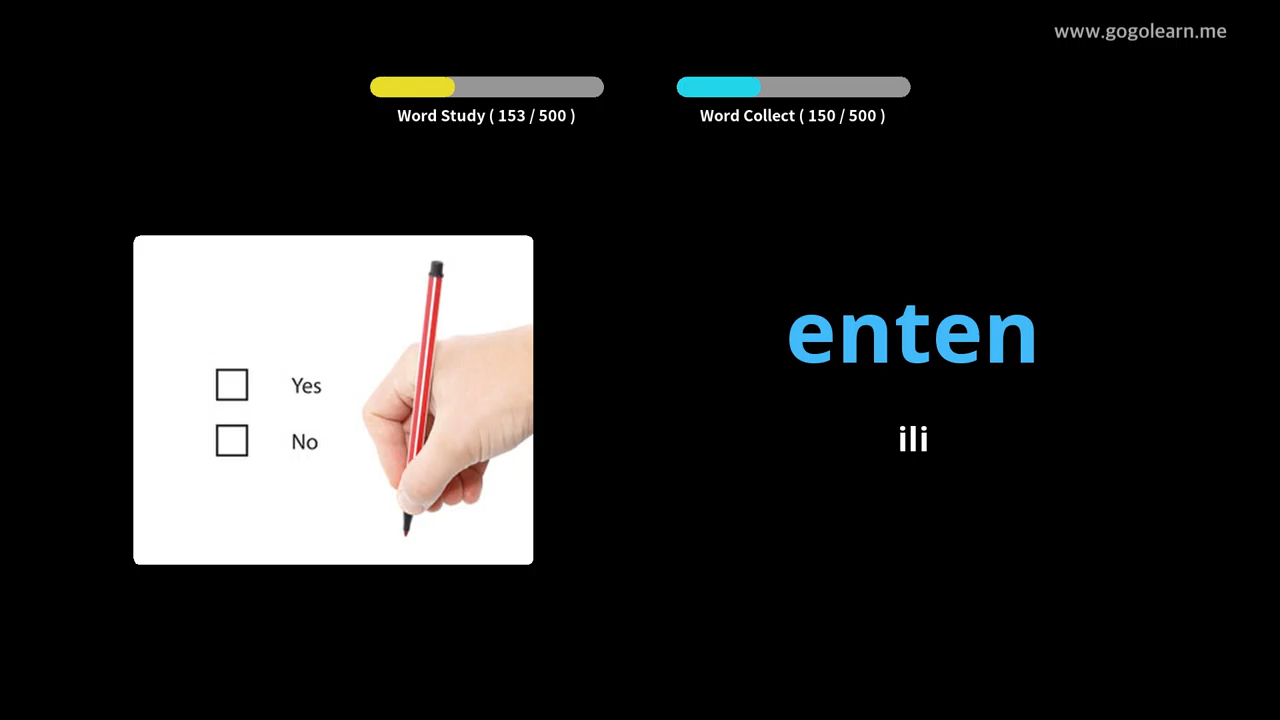 www.gogolearn.me
Word Study ( 153 / 500 )
Word Collect ( 150 / 500 )
Yes
No
enten
ili